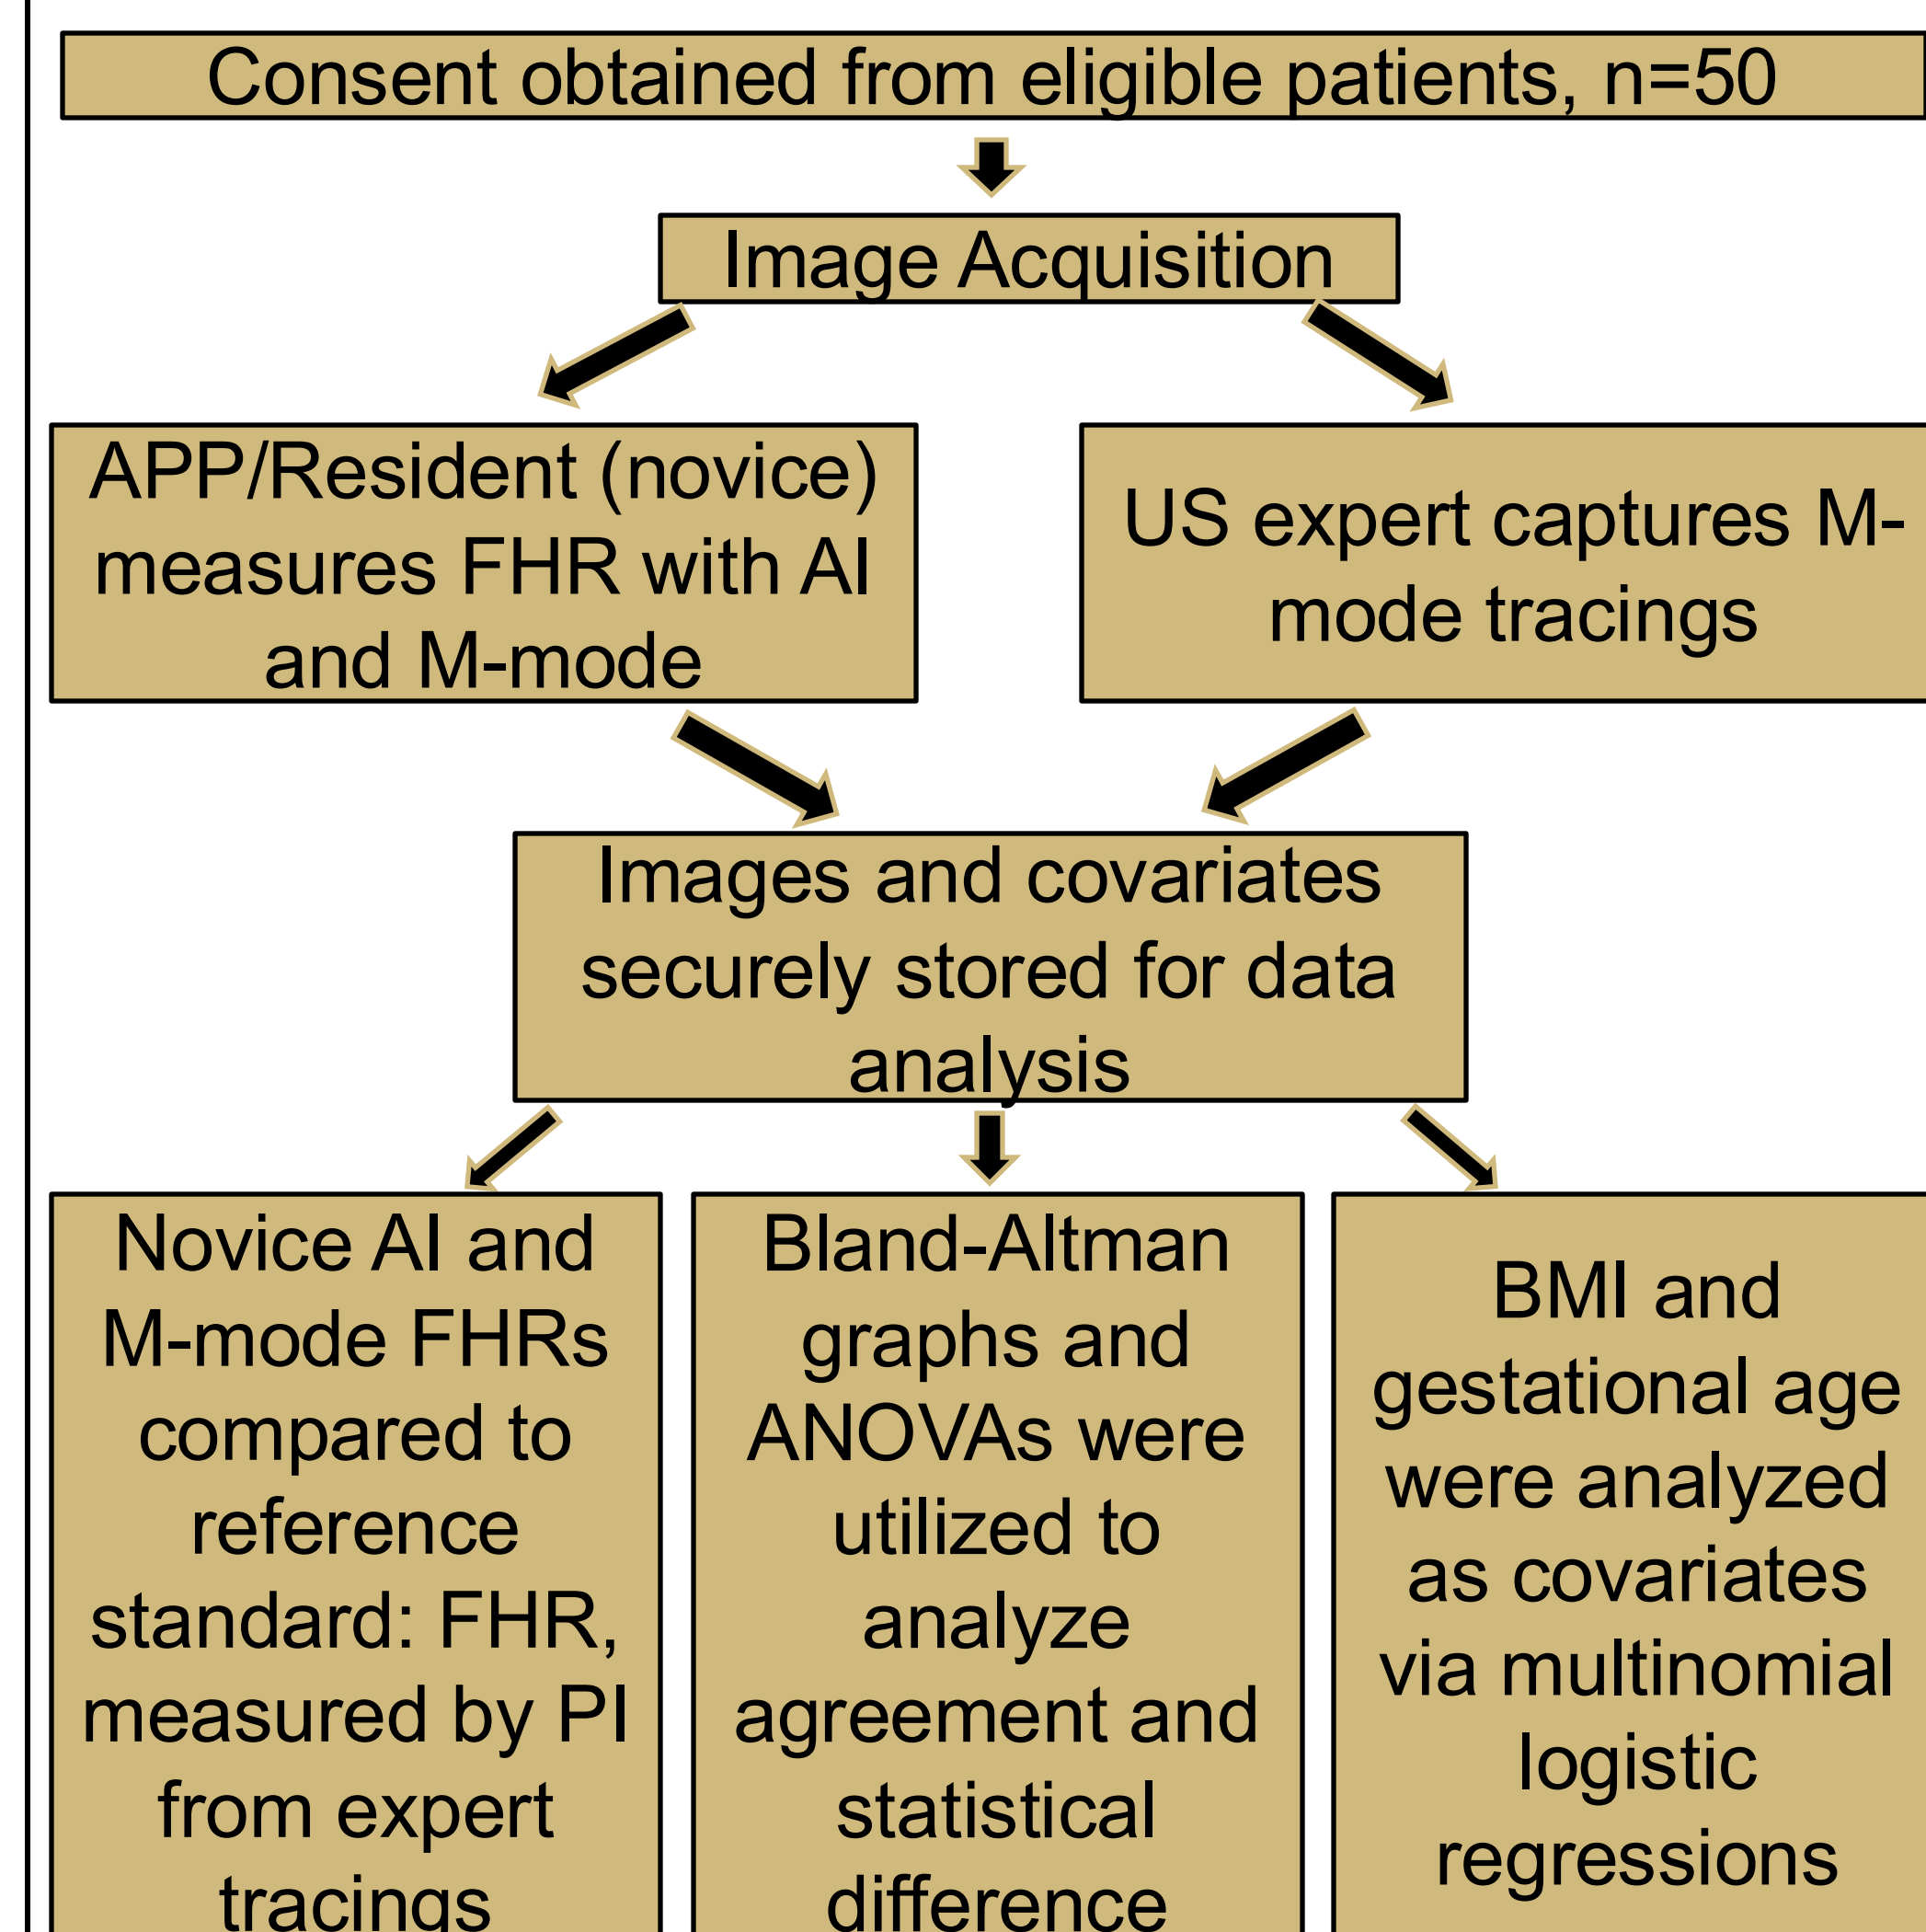 Consent obtained from eligible patients, n=50
Image Acquisition
APP/Resident (novice)
measures FHR with AI
and M-mode
US expert captures M-
mode tracings
Images and covariates
securely stored for data
analysis
Novice AI and
M-mode FHRs
compared to
reference
standard: FHR,
measured by PI
from expert
tracings
Bland-Altman
graphs and
ANOVAs were
utilized to
analyze
agreement and
statistical
difference
BMI and
gestational age
were analyzed
as covariates
via multinomial
logistic
regressions